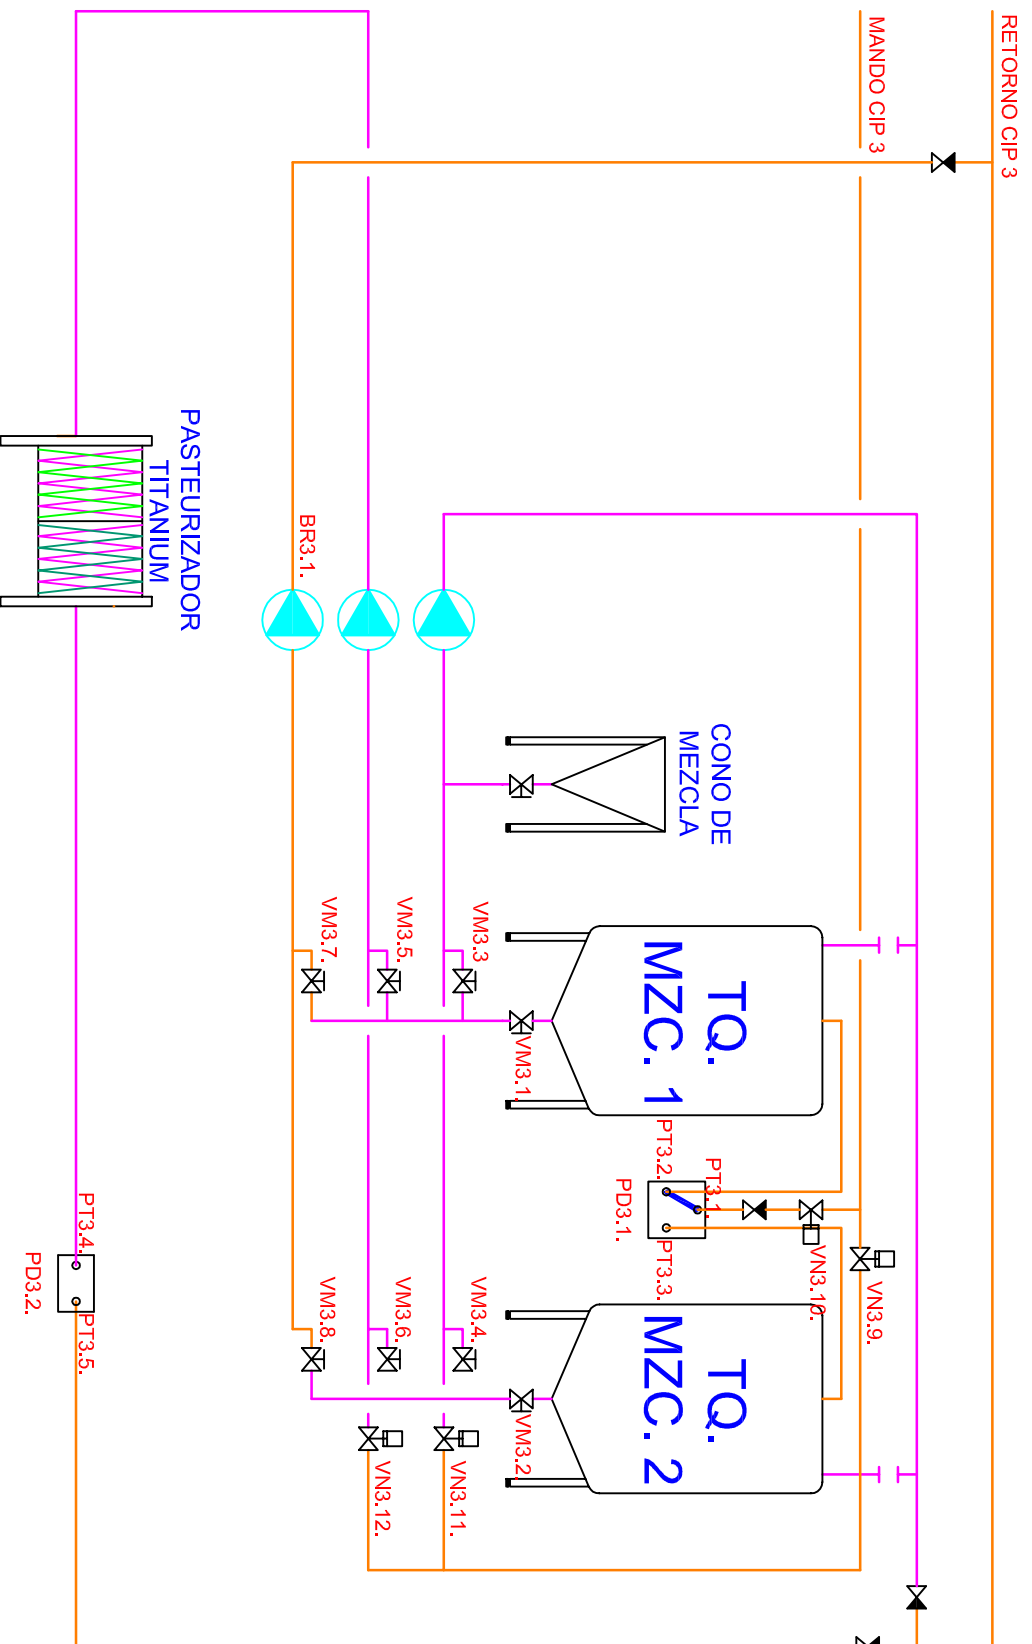 RETORNO CIP 3
MANDO CIP 3
PASTEURIZADOR
TITANIUM
BR3.1.
CONO DE
MEZCLA
TQ.
MZC. 1
VM3.7.
VM3.5.
VM3.3
VM3.1.
PT3.2.
PT3.1.
PD3.1.
PT3.3.
VN3.10.
VN3.9.
PT3.4.
PD3.2.
PT3.5.
TQ.
MZC. 2
VM3.8.
VM3.6.
VM3.4
VM3.2
VN3.12.
VN3.11.